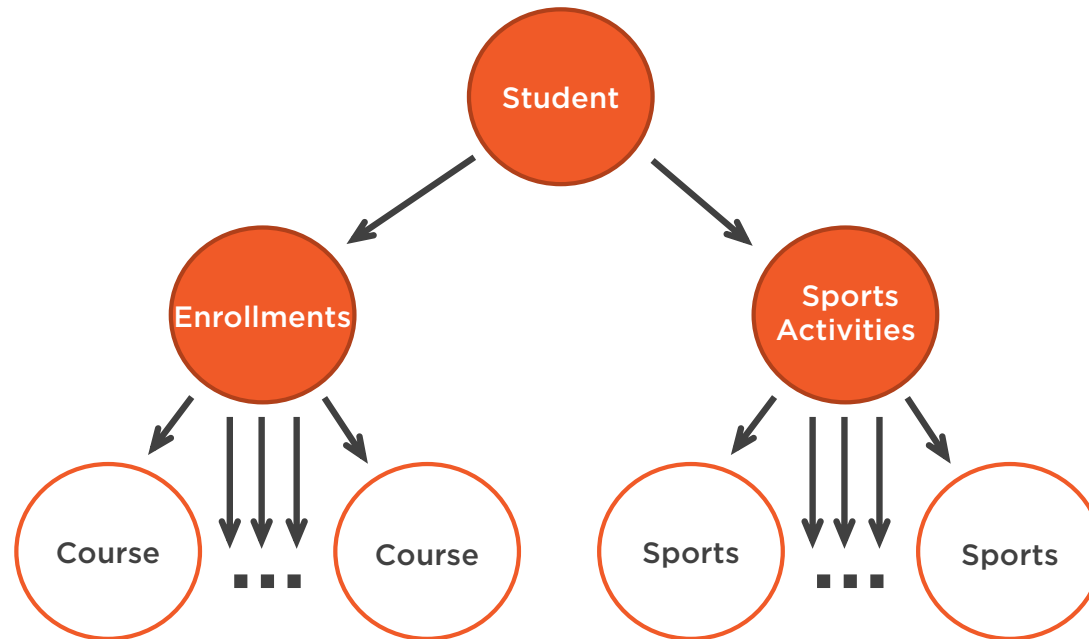 Student
Enrollments
Sports
Activities
Course
Course
Sports
Sports